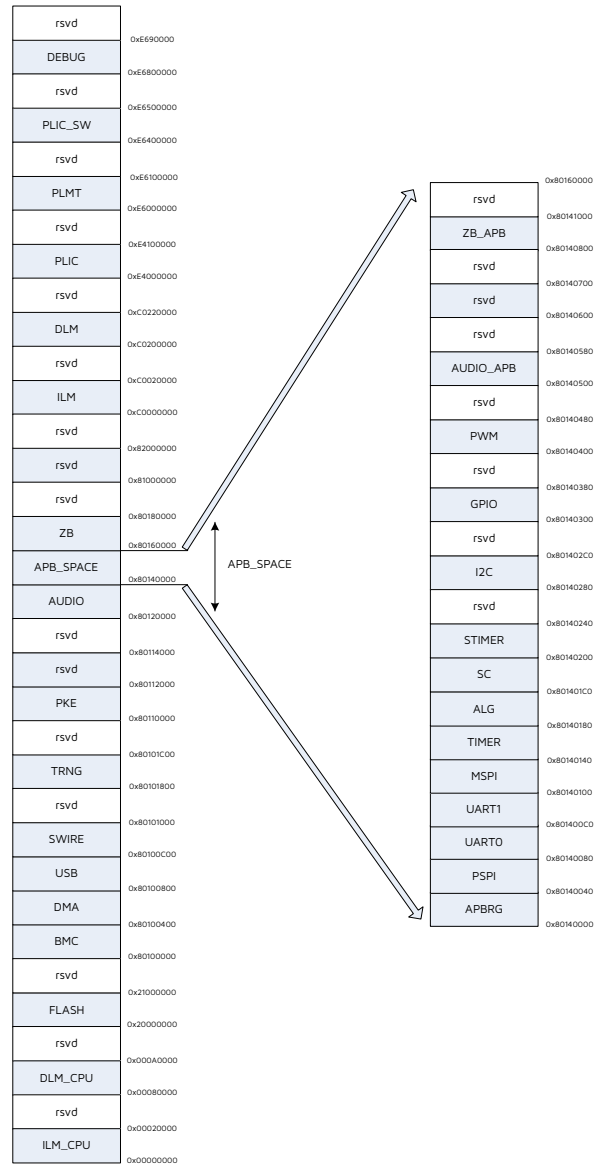 rsvd
0xE690000
DEBUG
0xE6800000
rsvd
0xE6500000
PLIC_SW
0xE6400000
rsvd
0xE6100000
PLMT
0xE6000000
rsvd
0xE4100000
PLIC
0xE4000000
rsvd
0xC0220000
DLM
0xC0200000
rsvd
0xC0020000
ILM
0xC0000000
rsvd
0x82000000
rsvd
0x81000000
rsvd
0x80180000
ZB
0x80160000
APB_SPACE
0x80140000
AUDIO
0x80120000
rsvd
0x80114000
rsvd
0x80112000
PKE
0x80110000
rsvd
0x80101C00
TRNG
0x80101800
rsvd
0x80101000
SWIRE
0x80100C00
USB
0x80100800
DMA
0x80100400
BMC
0x80100000
rsvd
0x21000000
FLASH
0x20000000
rsvd
0x000A0000
DLM_CPU
0x00080000
rsvd
0x00020000
ILM_CPU
0x00000000
APB_SPACE
0x80160000
rsvd
0x80141000
ZB_APB
0x80140800
rsvd
0x80140700
rsvd
0x80140600
rsvd
0x80140580
AUDIO_APB
0x80140500
rsvd
0x80140480
PWM
0x80140400
rsvd
0x80140380
GPIO
0x80140300
rsvd
0x801402C0
I2C
0x80140280
rsvd
0x80140240
STIMER
0x80140200
SC
0x801401C0
ALG
0x80140180
TIMER
0x80140140
MSPI
0x80140100
UART1
0x801400C0
UART0
0x80140080
PSPI
0x80140040
APBRG
0x80140000